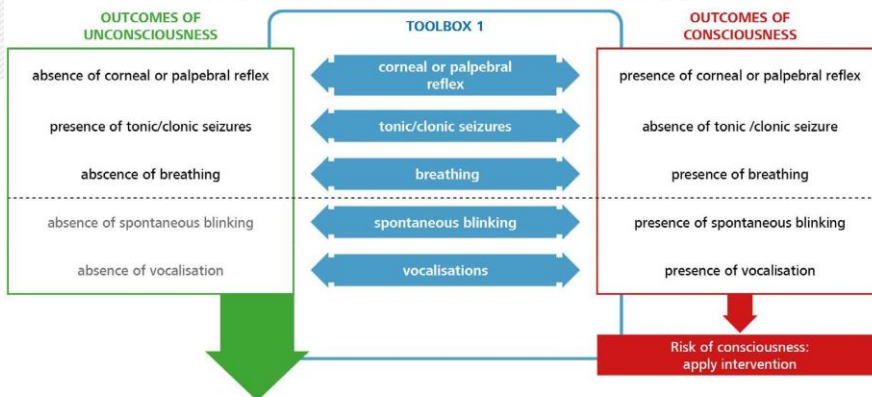 OUTCOMES OF
UNCONSCIOUSNESS
TOOLBOX 1
OUTCOMES OF
CONSCIOUSNESS
absence of corneal or palpebral reflex
corneal or palpebral
reflex
presence of corneal or palpebral reflex
presence of tonic/clonic seizures
tonic/clonic seizures
absence of tonic /clonic seizure
abscence of breathing
breathing
presence of breathing
absence of spontaneous blinking
spontaneous blinking
presence of spontaneous blinking
absence of vocalisation
vocalisations
presence of vocalisation
Risk of consciousness:
apply intervention